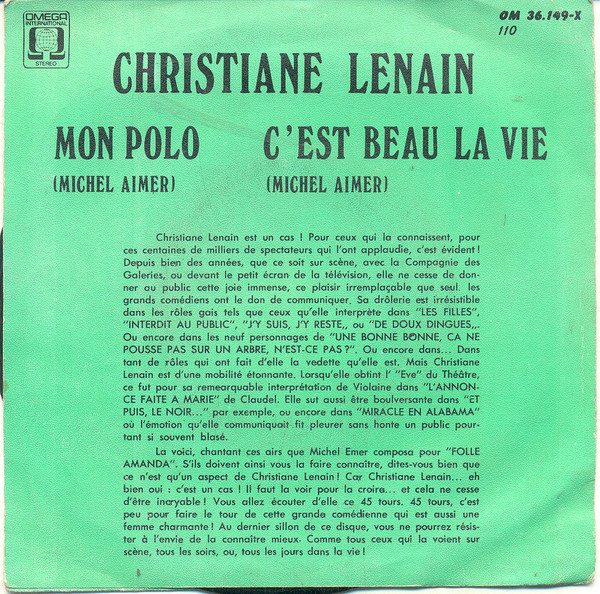 OMEGA
INTERNATIONAL
STEREO
OM 36.149-X
110
CHRISTIANE LENAIN
MON POLO C'EST BEAU LA VIE
(MICHEL AIMER) (MICHEL AIMER)
Christiane Lenain est un cas ! Pour ceux qui la connaissent, pour
ces centaines de milliers de spectateurs qui l'ont applaudie, c'est évident !
Depuis bien des années, que ce soit sur scène, avec la Compagnie des
Galeries, ou devant le petit écran de la télévision, elle ne cesse de don-
ner au public cette joie immense, ce plaisir irremplaçable que seul les
grands comédiens ont le don de communiquer. Sa drôlerie est irrésistible
dans les rôles gais tels que ceux qu'elle interprète dans "LES FILLES",
"INTERDIT AU PUBLIC", "J'Y SUIS, J'Y RESTE,, ou "DE DOUX DINGUES,,.
Ou encore dans les neuf personnages de "UNE BONNE BONNE, CA NE
POUSSE PAS SUR UN ARBRE, N'EST-CE PAS ?". Ou encore dans... Dans
tant de rôles qui ont fait d'elle la vedette qu'elle est. Mais Christiane
Lenain est d'une mobilité étonnante. Lorsqu'elle obtint l' "Eve" du Théâtre,
ce fut pour sa remequarable interprétation de Violaine dans "L'ANNON-
CE FAITE A MARIE" de Claudel. Elle sut aussi être boulversante dans "ET
PUIS, LE NOIR..." par exemple, ou encore dans "MIRACLE EN ALABAMA"
où l'émotion qu'elle communiquait fit pleurer sans honte un public pour-
tant si souvent blasé.
La voici, chantant ces airs que Michel Emer composa pour "FOLLE
AMANDA". S'ils doivent ainsi vous la faire connaître, dites-vous bien que
ce n'est qu'un aspect de Christiane Lenain ! Car Christiane Lenain... eh
bien oui : c'est un cas ! Il faut la voir pour la croire... et cela ne cesse
d'être inaryable ! Vous allez écouter d'elle ce 45 tours. 45 tours, c'est
peu pour faire le tour de cette grande comédienne qui est aussi une
femme charmante ! Au dernier sillon de ce disque, vous ne pourrez résis-
ter à l'envie de la connaître mieux. Comme tous ceux qui la voient sur
scène, tous les soirs, ou, tous les jours dans la vie !